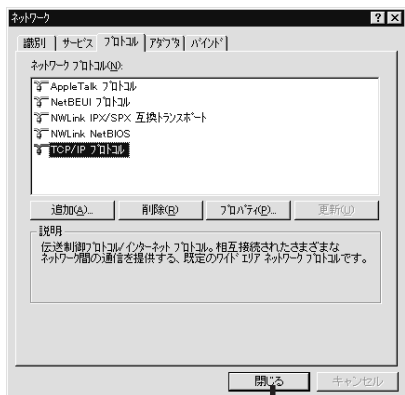 ネットワーク
識別 サービス プロトコル アダプタ バインド
ネットワーク プロトコル(N):
AppleTalk プロトコル
NetBEUI プロトコル
NWLink IPX/SPX 互換トランスポート
NWLink NetBIOS
TCP/IP プロトコル
追加(A)... 削除(R) プロパティ(P)... 更新(U)
説明
伝送制御プロトコル/インターネット プロトコル。相互接続されたさまざまな
ネットワーク間の通信を提供する、既定のワイド エリア ネットワーク プロトコルです。
閉じる キャンセル